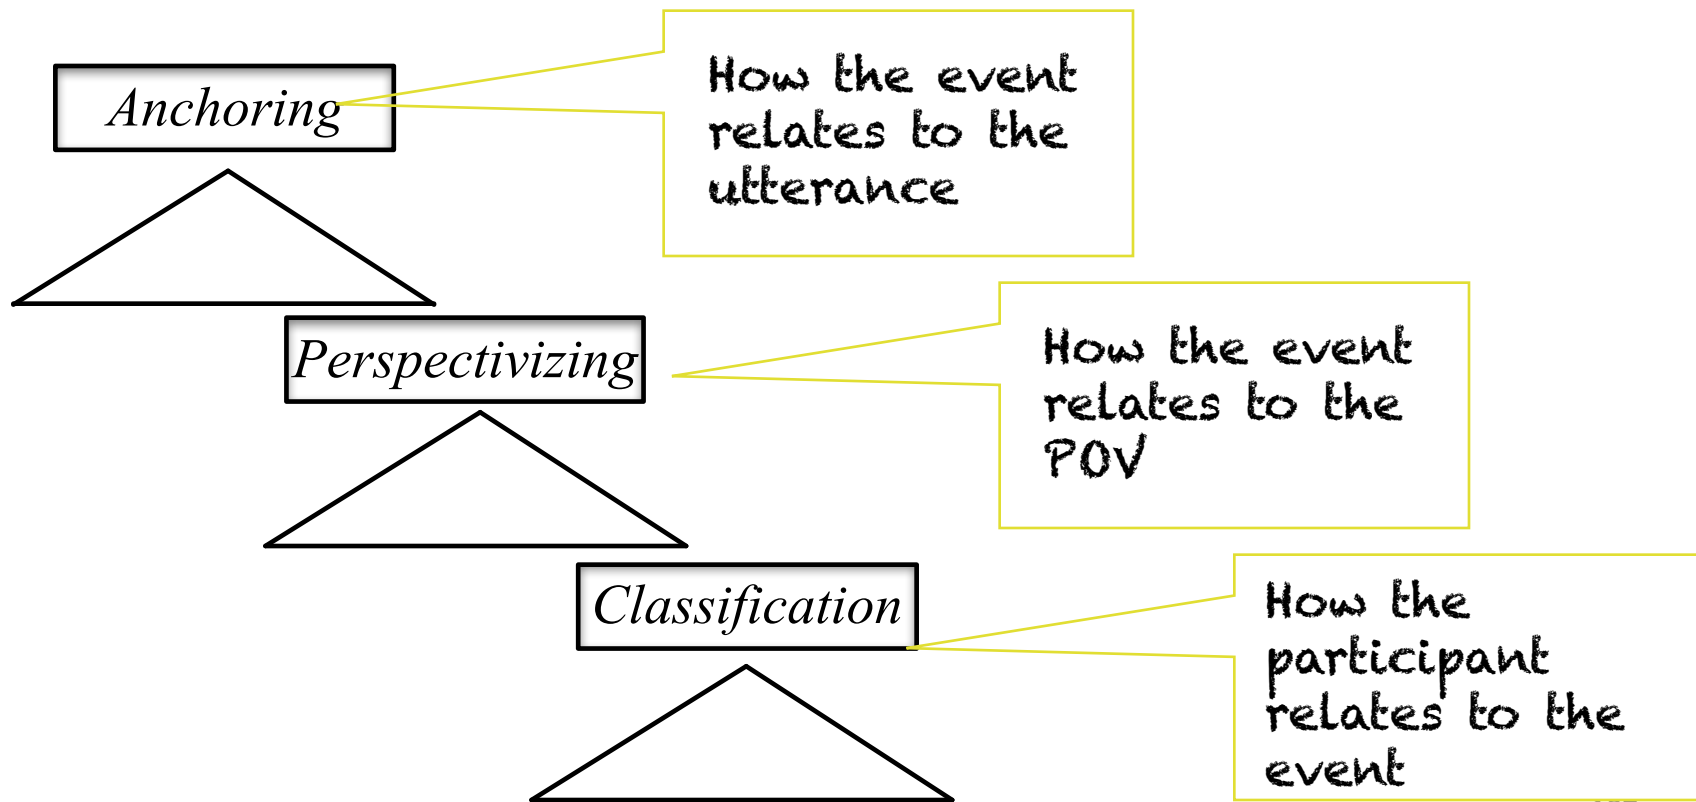 Anchoring
How the event
relates to the
utterance
Perspectivizing
How the event
relates to the
POV
Classification
How the
participant
relates to the
event